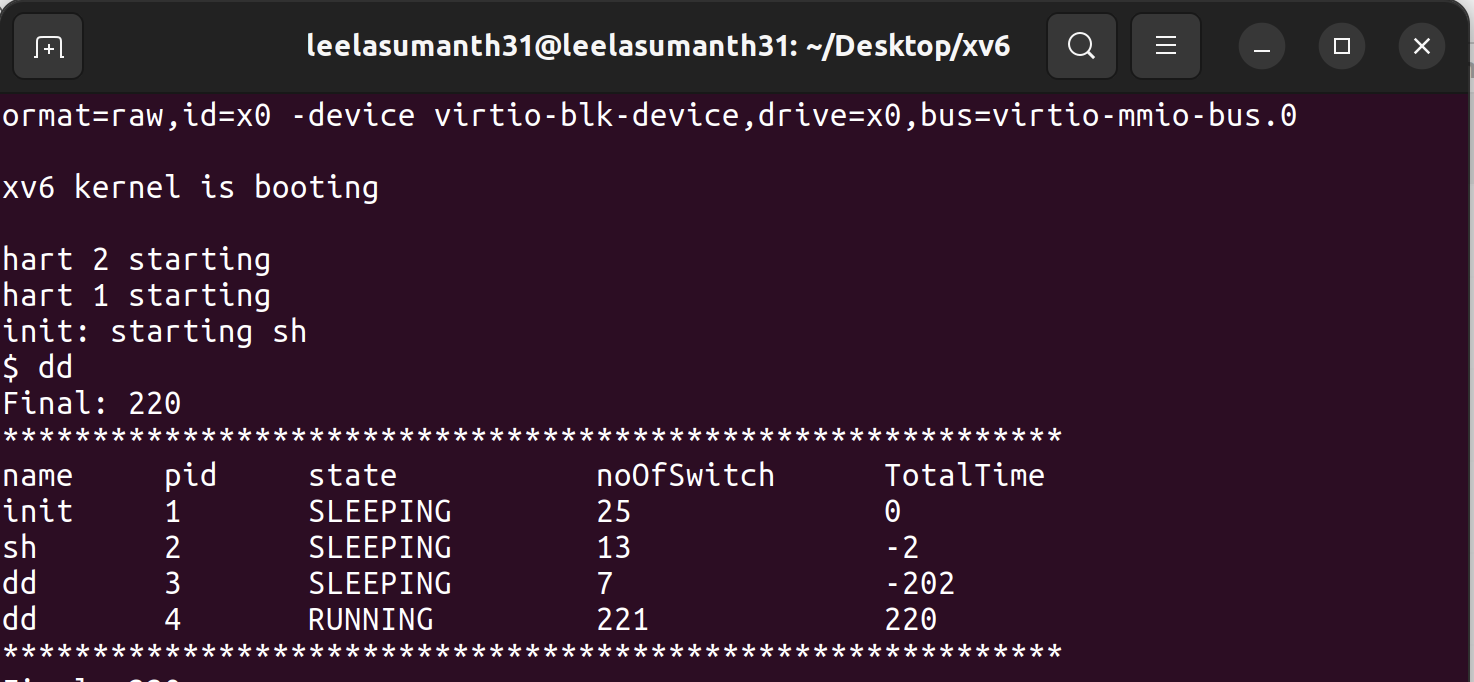 leelasumanth31@leelasumanth31: ~/Desktop/xv6
ormat=raw,id=x0 -device virtio-blk-device,drive=x0,bus=virtio-mmio-bus.0
xv6 kernel is booting
hart 2 starting
hart 1 starting
init: starting sh
$ dd
Final: 220
***********************************************************
name pid state noOfSwitch TotalTime
init 1 SLEEPING 25 0
sh 2 SLEEPING 13 -2
dd 3 SLEEPING 7 -202
dd 4 RUNNING 221 220
***********************************************************